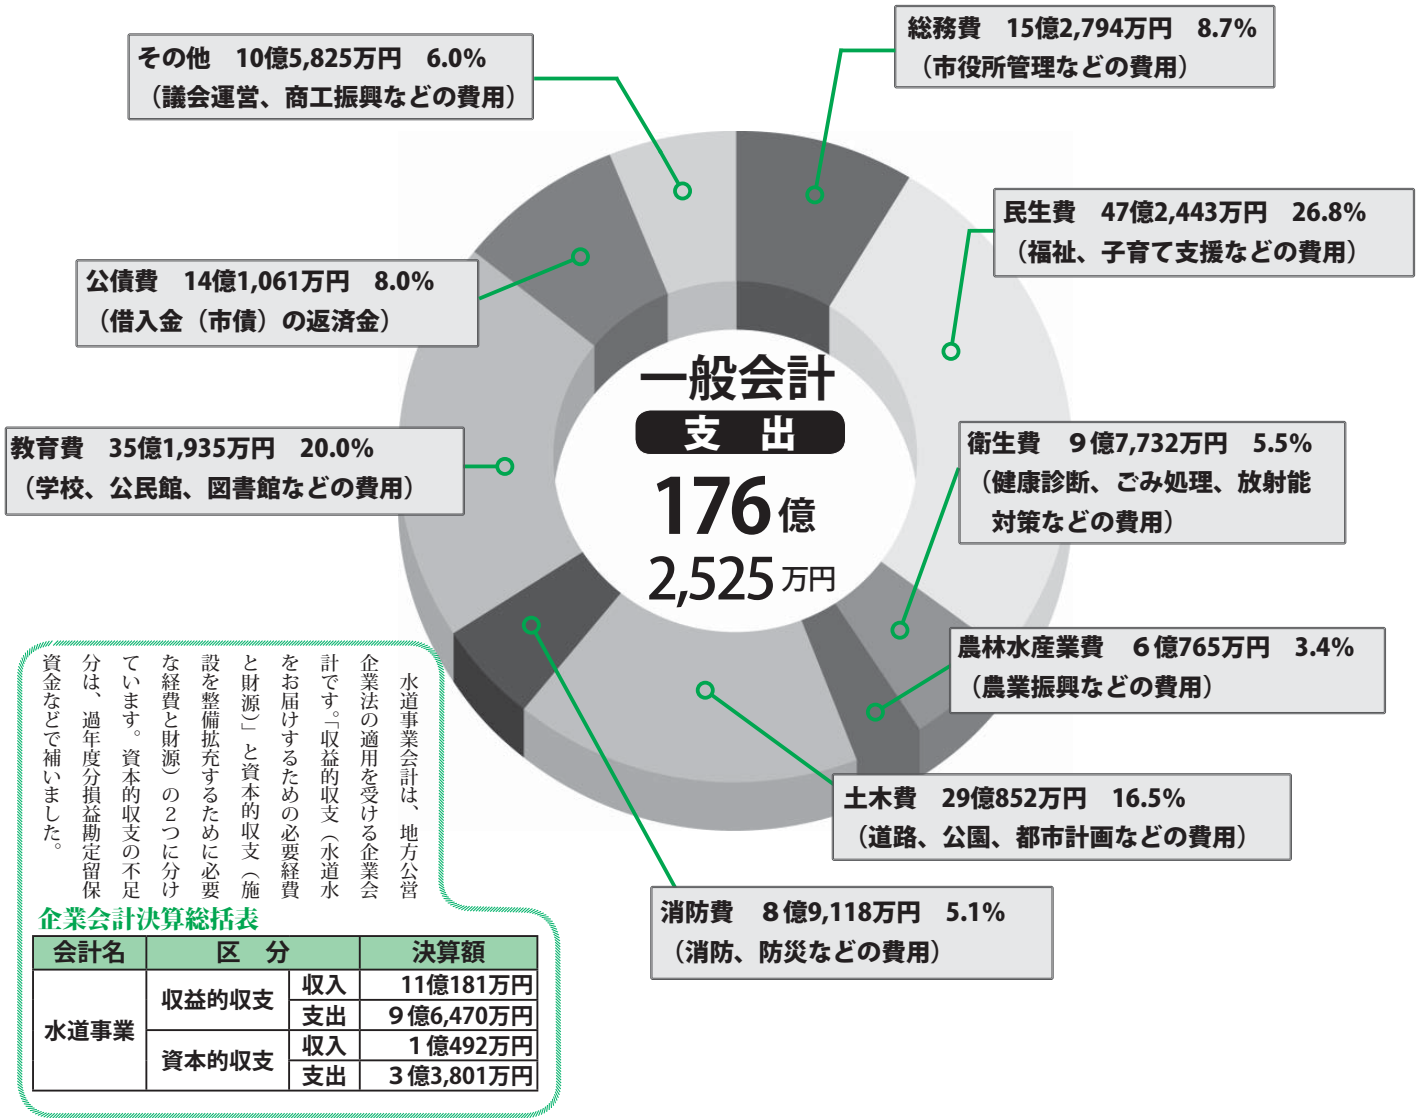 総務費　15億2,794万円　8.7%
（市役所管理などの費用）
その他　10億5,825万円　6.0%
（議会運営、商工振興などの費用）
民生費　47億2,443万円　26.8%
（福祉、子育て支援などの費用）
公債費　14億1,061万円　8.0%
（借入金（市債）の返済金）
一般会計
支　出
176億
2,525万円
教育費　35億1,935万円　20.0%
（学校、公民館、図書館などの費用）
衛生費　９億7,732万円　5.5%
（健康診断、ごみ処理、放射能
対策などの費用）
農林水産業費　６億765万円　3.4%
（農業振興などの費用）
土木費　29億852万円　16.5%
（道路、公園、都市計画などの費用）
消防費　８億9,118万円　5.1%
（消防、防災などの費用）
水道事業会計は、地方公営
企業法の適用を受ける企業会
計です。「収益的収支（水道水
をお届けするための必要経費
と財源）」と資本的収支（施
設を整備拡充するために必要
な経費と財源）の２つに分け
ています。資本的収支の不足
分は、過年度分損益勘定留保
資金などで補いました。
企業会計決算総括表
会計名　区　分　決算額
水道事業　収益的収支　収入　11億181万円
支出　９億6,470万円
資本的収支　収入　１億492万円
支出　３億3,801万円